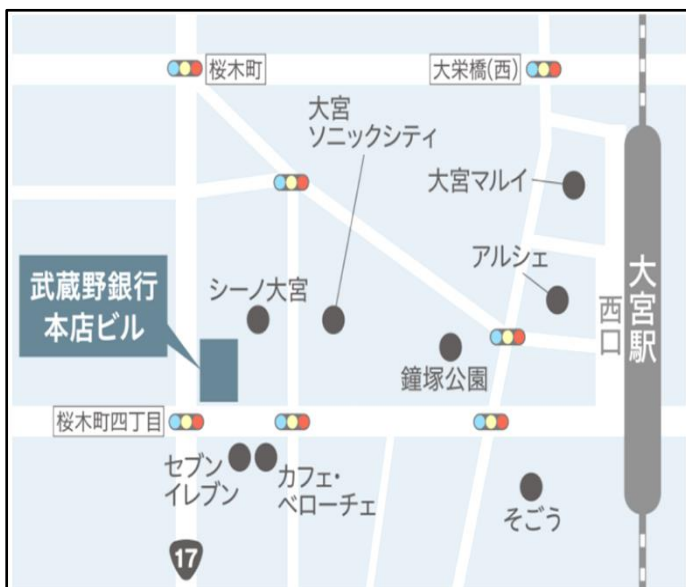 桜木町
大栄橋(西)
大宮
ソニックシティ
大宮マルイ
アルシェ
大宮駅
西口
武蔵野銀行
本店ビル
シーノ大宮
鐘塚公園
桜木町四丁目
セブン
イレブン
カフェ・
ベローチェ
そごう
17